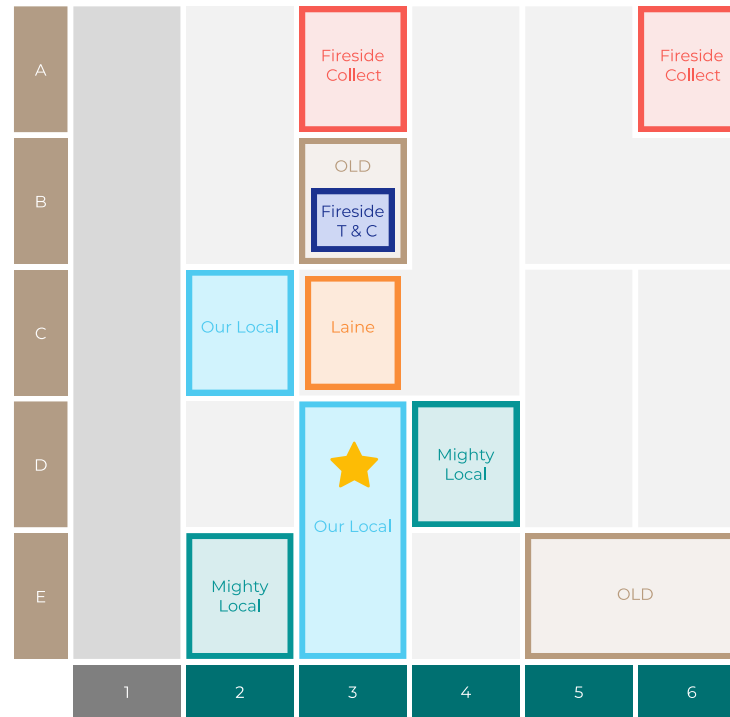 A
Fireside
Collect
Fireside
Collect
B
OLD
Fireside
T & C
C
Our Local
Laine
D
Mighty
Local
Our Local
E
Mighty
Local
OLD
1
2
3
4
5
6